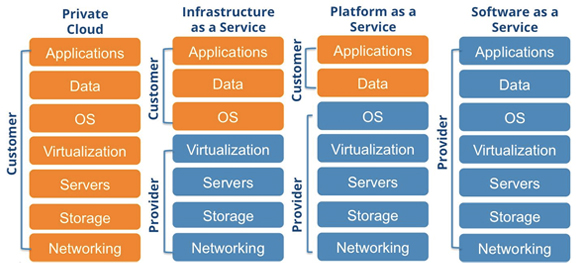 Private
Cloud
Customer
Applications
Data
OS
Virtualization
Servers
Storage
Networking
Infrastructure
as a Service
Customer
Provider
Applications
Data
OS
Virtualization
Servers
Storage
Networking
Platform as a
Service
Customer
Provider
Applications
Data
OS
Virtualization
Servers
Storage
Networking
Software as a
Service
Provider
Applications
Data
OS
Virtualization
Servers
Storage
Networking